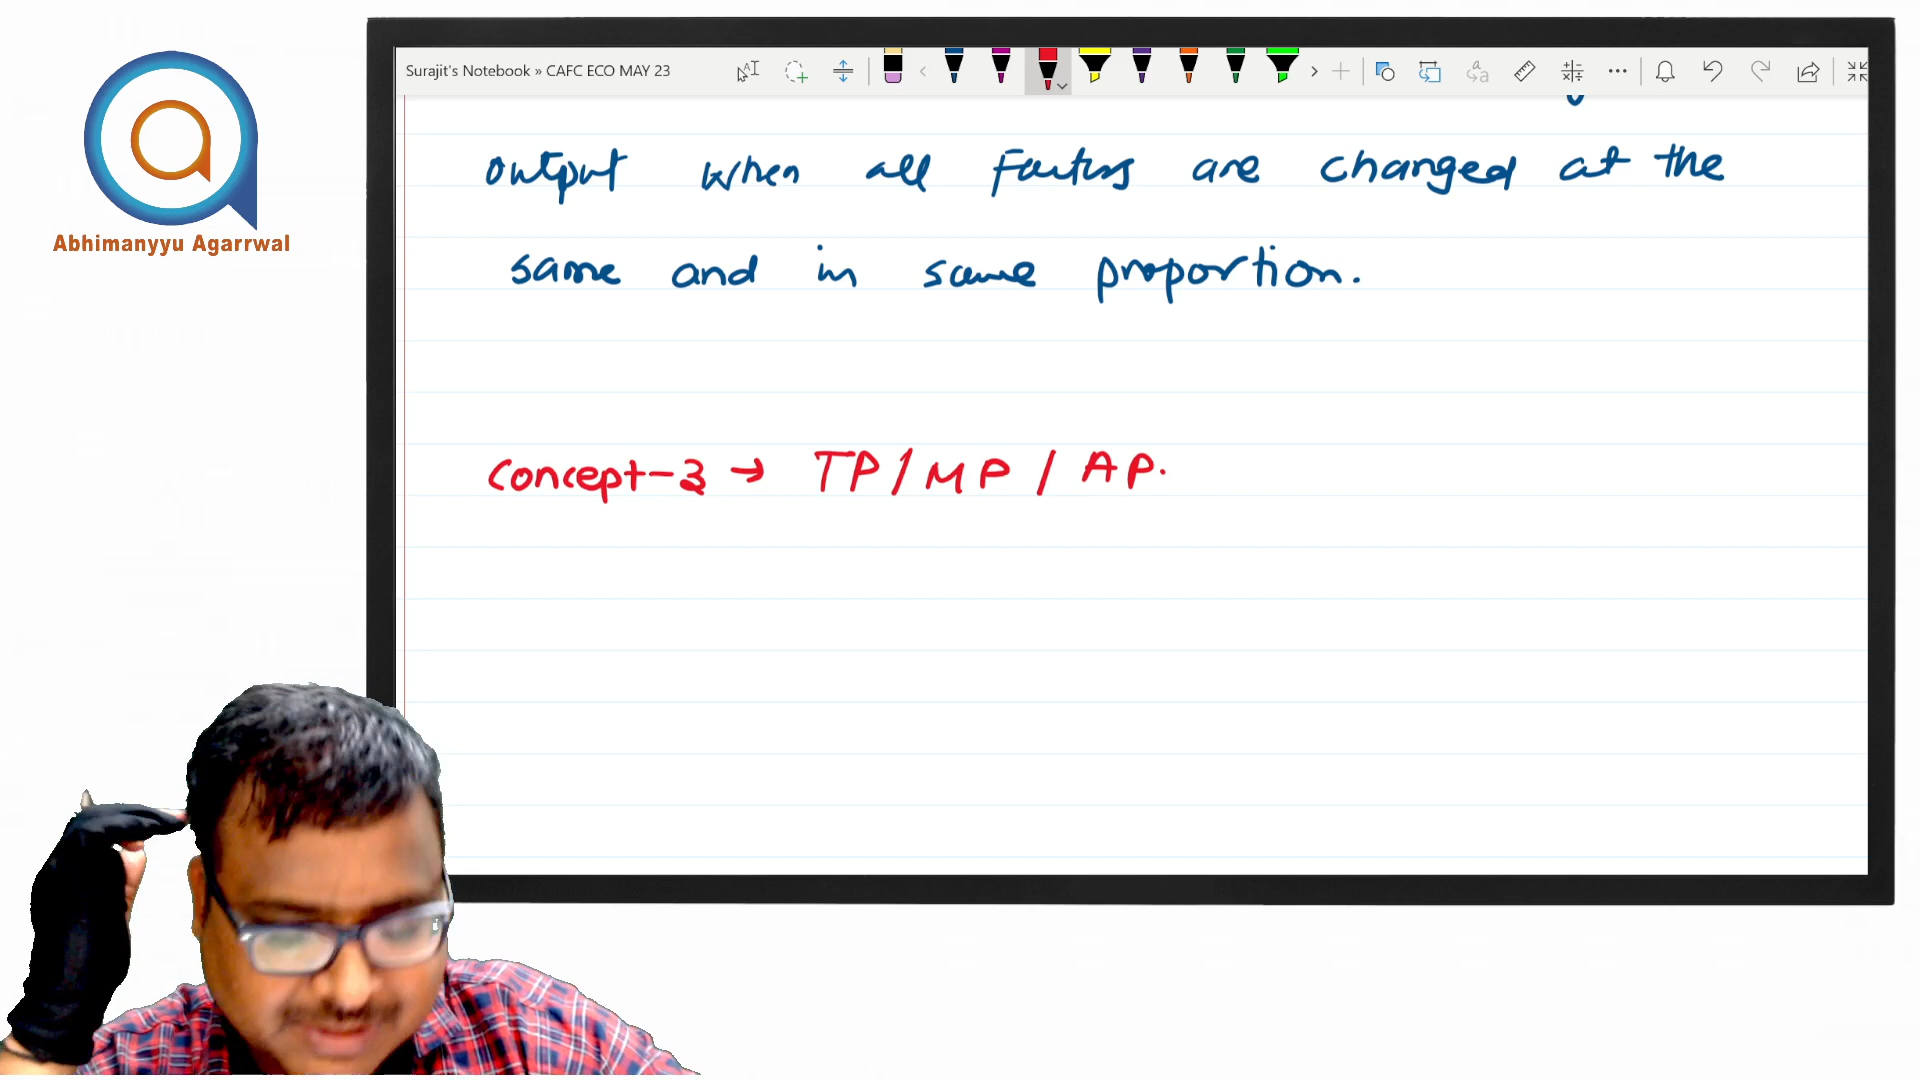 Abhimanyyu Agarrwal
Surajit's Notebook » CAFC ECO MAY 23
output when all factors are changed at the
same and in same proportion.
Concept-3 → TP / MP / AP.